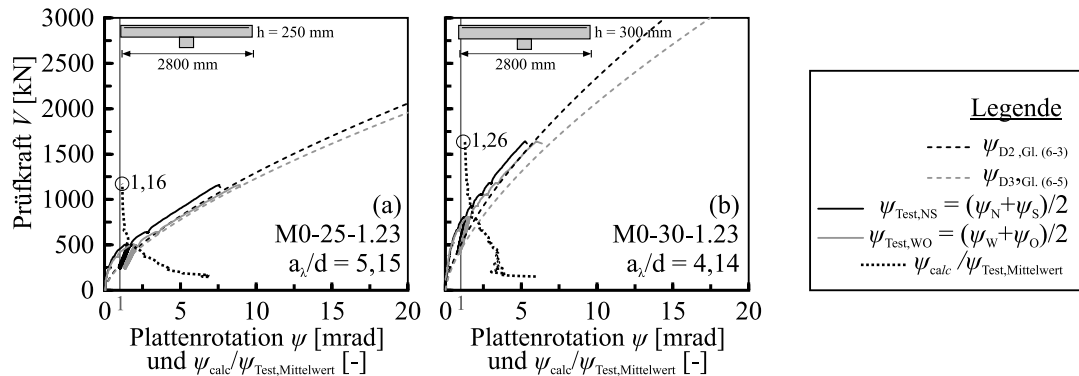 3000
2500
2000
1500
1000
500
0
Prüfkraft V [kN]
h = 250 mm
2800 mm
1,16
(a)
M0-25-1.23
aλ/d = 5,15
0 1 5 10 15 20
Plattenrotation ψ [mrad]
und ψcalc/ψTest,Mittelwert [-]
h = 300 mm
2800 mm
1,26
(b)
M0-30-1.23
aλ/d = 4,14
0 1 5 10 15 20
Plattenrotation ψ [mrad]
und ψcalc/ψTest,Mittelwert [-]
Legende
ψD2 ,Gl. (6-3)
ψD3,Gl. (6-5)
ψTest,NS = (ψN+ψS)/2
ψTest,WO = (ψW+ψO)/2
ψcalc /ψTest,Mittelwert